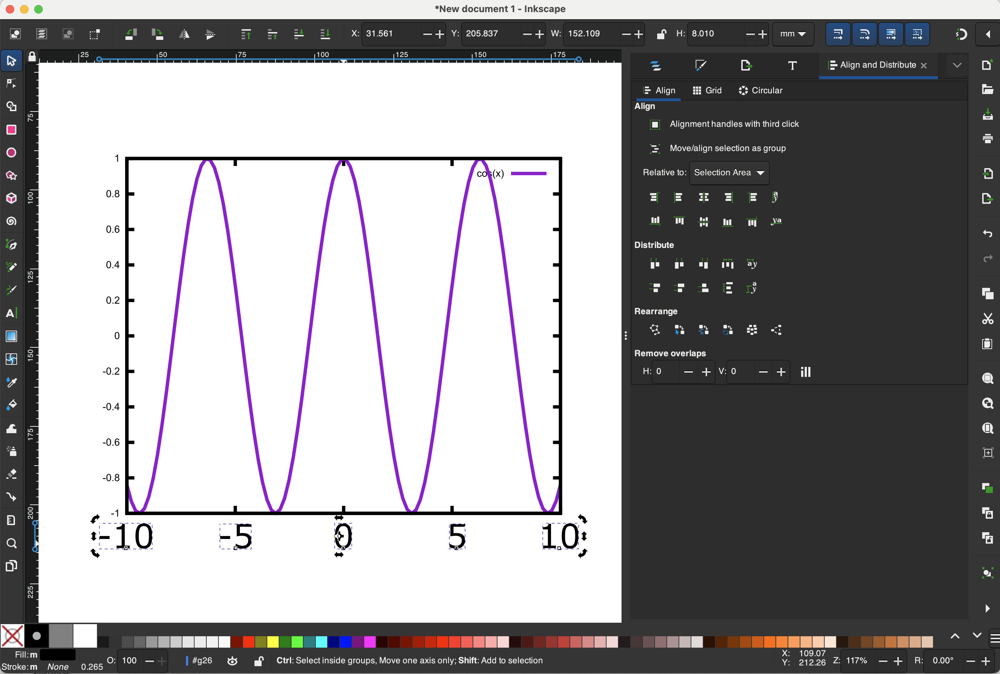 *New document 1 - Inkscape
X: 31.561 Y: 205.837 W: 152.109 H: 8.010 mm
25 50 75 100 125 150 175
Align and Distribute
Align Grid Circular
Align
Alignment handles with third click
Move/align selection as group
Relative to: Selection Area
Distribute
Rearrange
Remove overlaps
H: 0 V: 0
75
100
125
150
175
200
225
1
cos(x)
0.8
0.6
0.4
0.2
0
-0.2
-0.4
-0.6
-0.8
-1
-10 -5 0 5 10
Fill: m
Stroke: m None 0.265
O: 100
#g26
Ctrl: Select inside groups, Move one axis only; Shift: Add to selection
X: 109.07
Y: 212.26
Z: 117%
R: 0.00°